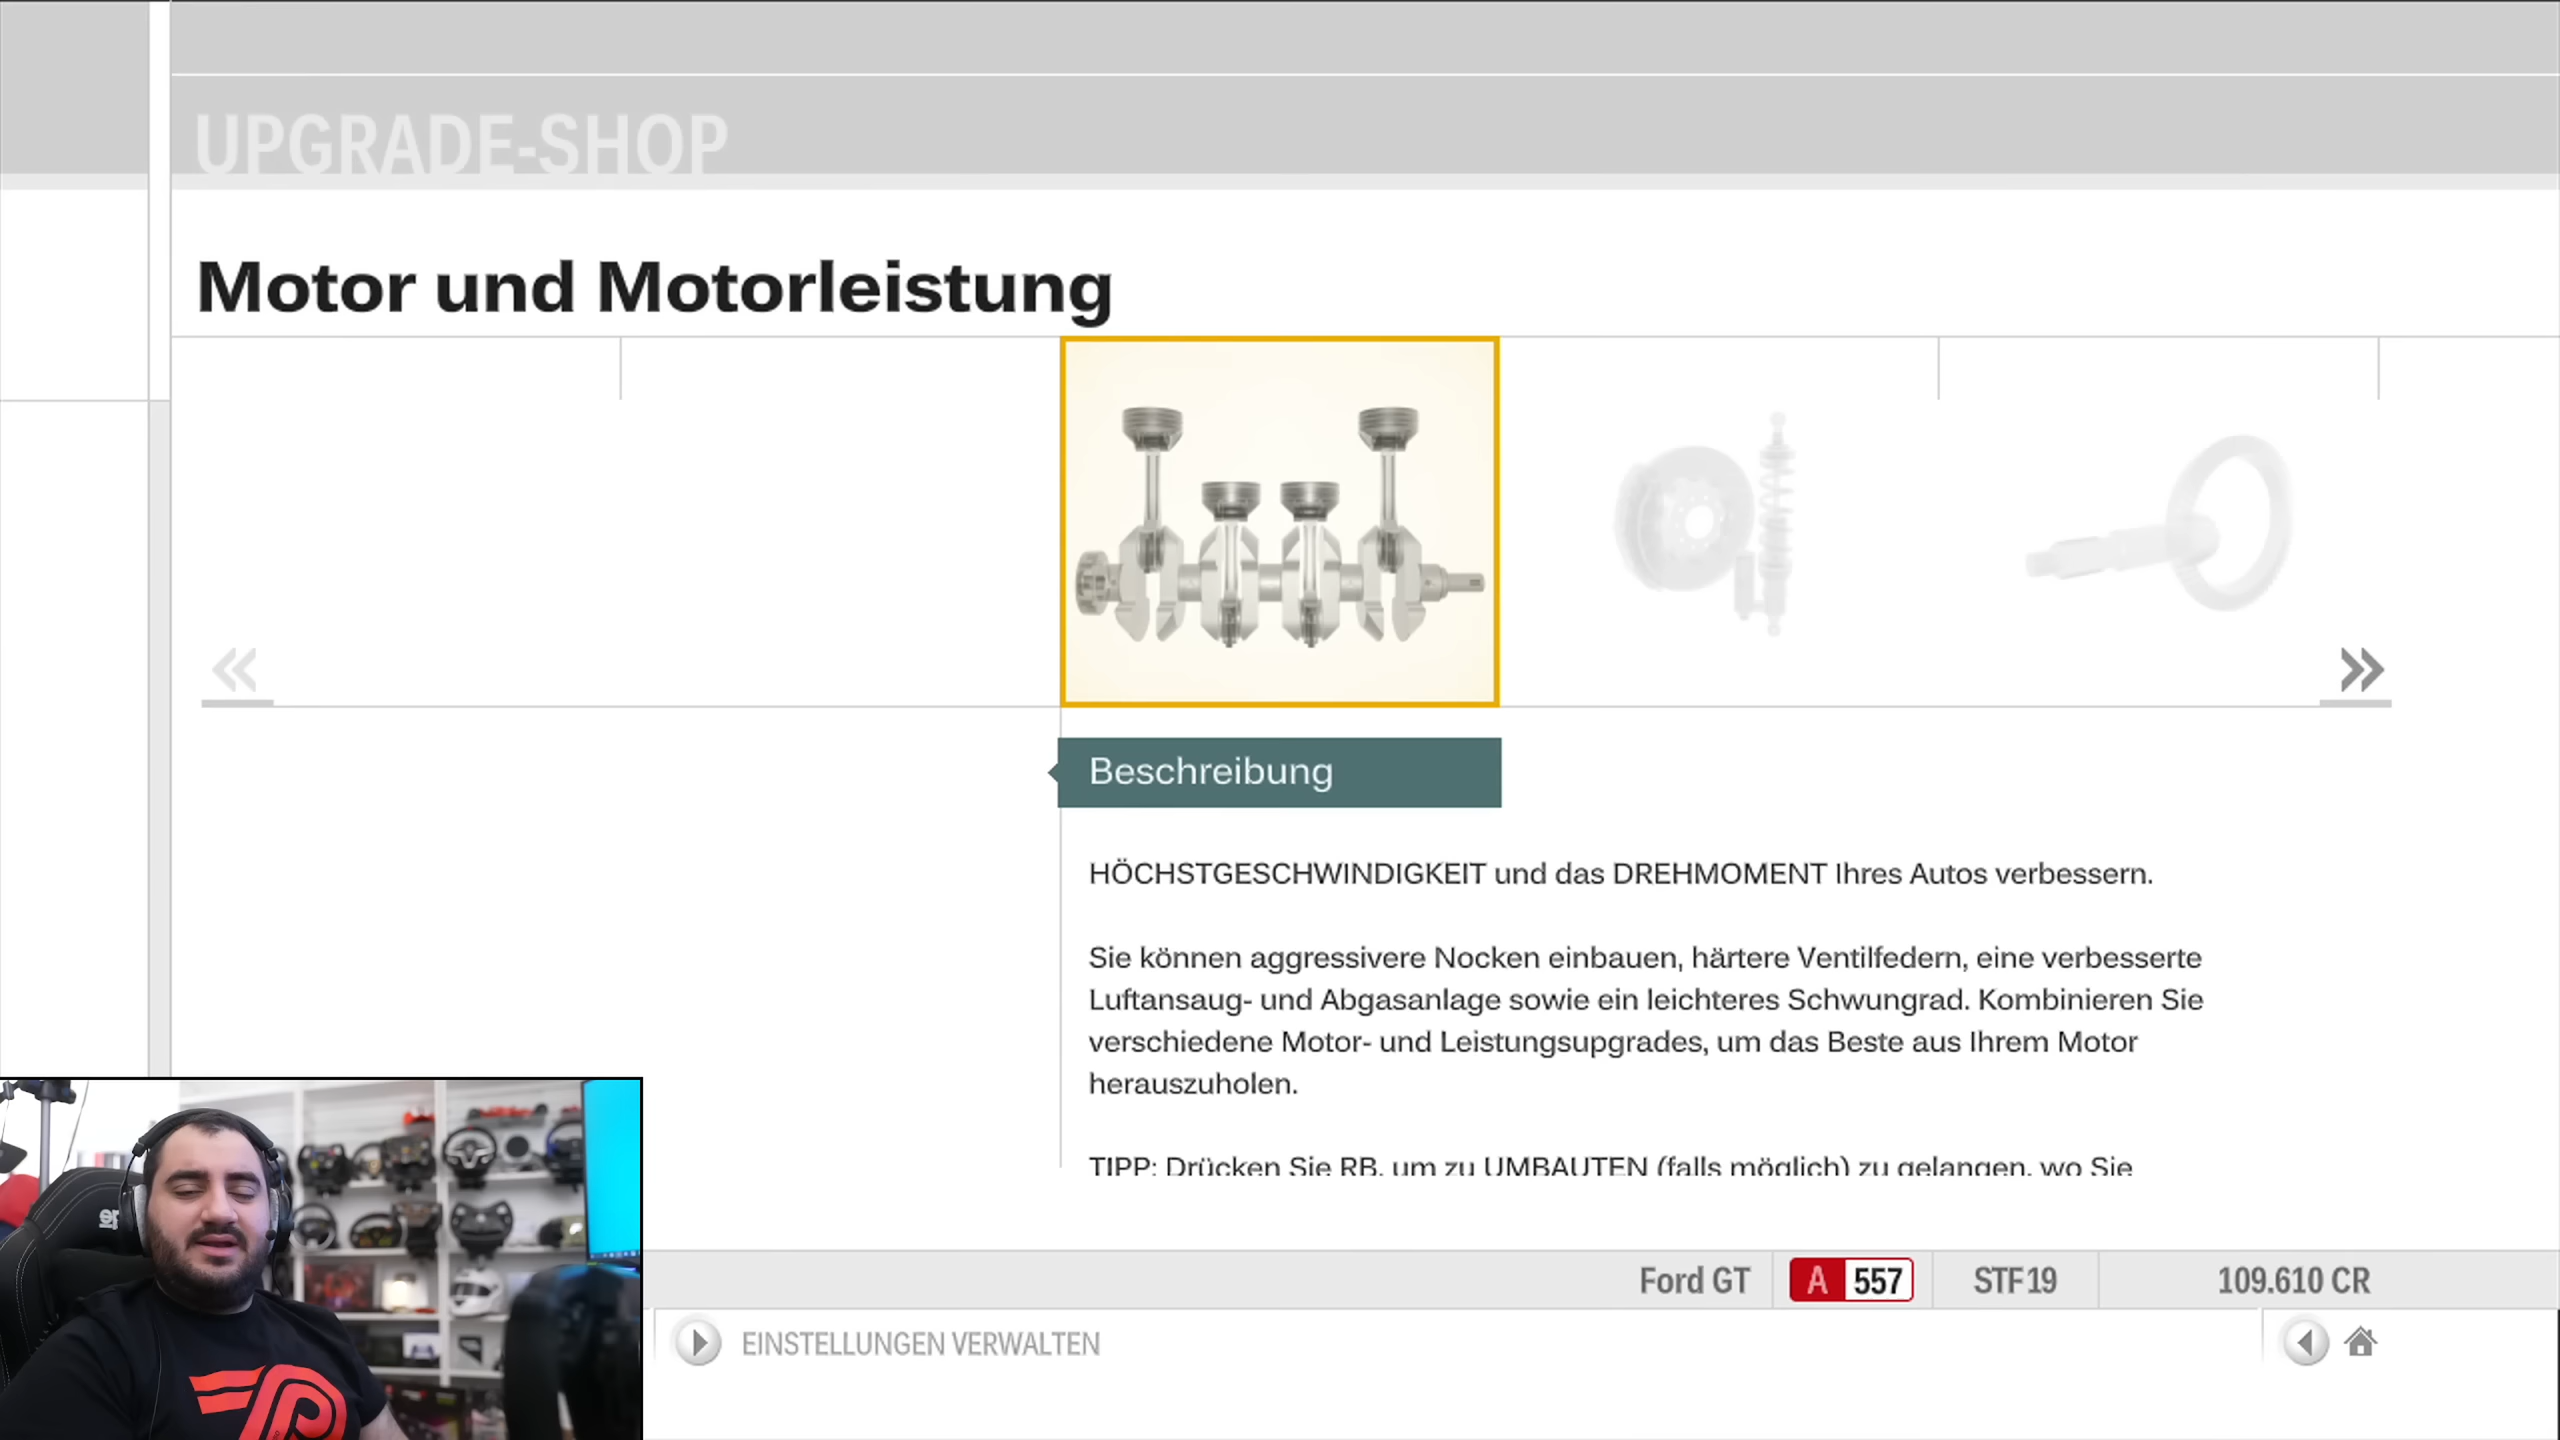 UPGRADE-SHOP
Motor und Motorleistung
Beschreibung
HÖCHSTGESCHWINDIGKEIT und das DREHMOMENT Ihres Autos verbessern.
Sie können aggressivere Nocken einbauen, härtere Ventilfedern, eine verbesserte
Luftansaug- und Abgasanlage sowie ein leichteres Schwungrad. Kombinieren Sie
verschiedene Motor- und Leistungsupgrades, um das Beste aus Ihrem Motor
herauszuholen.
TIPP: Drücken Sie RB, um zu UMBAUTEN (falls möglich) zu gelangen, wo Sie
Ford GT A 557 STF19 109.610 CR
EINSTELLUNGEN VERWALTEN